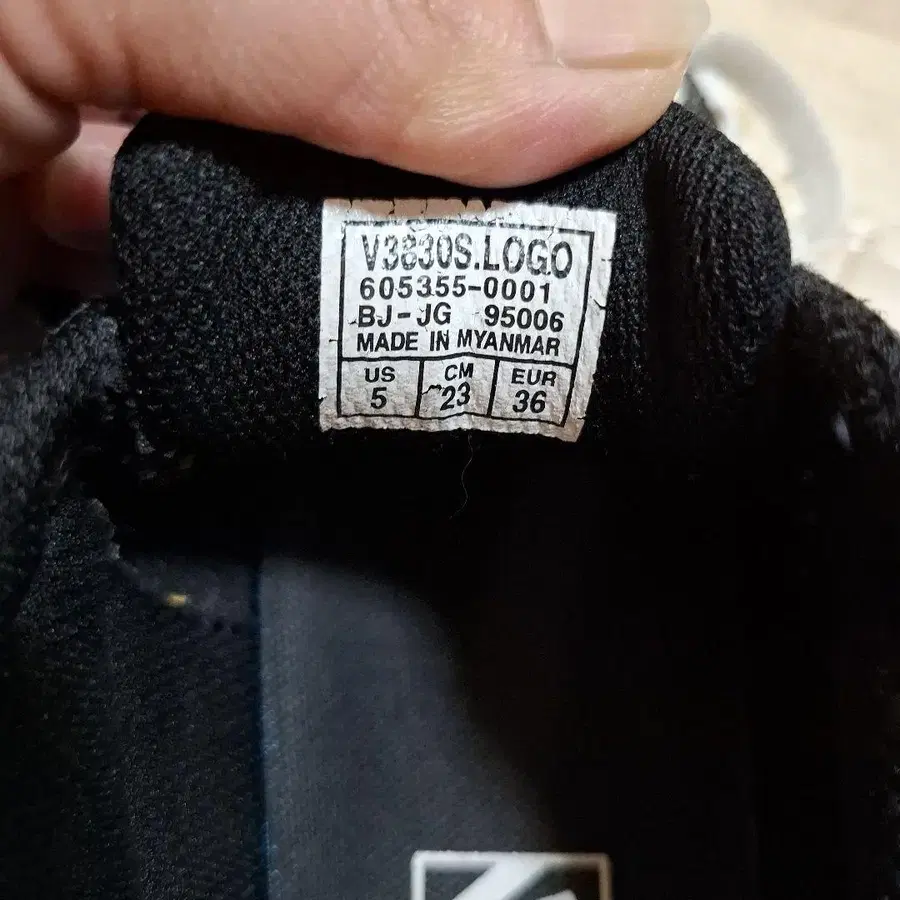 V3830S.LOGO
605355-0001
BJ-JG 95006
MADE IN MYANMAR
US CM EUR
5 23 36